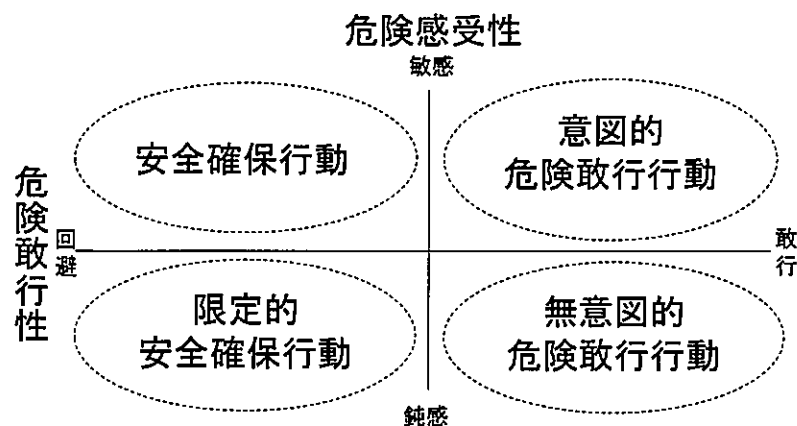 危険感受性
敏感
安全確保行動
意図的
危険敢行行動
危険敢行性
回避
敢行
限定的
安全確保行動
無意図的
危険敢行行動
鈍感